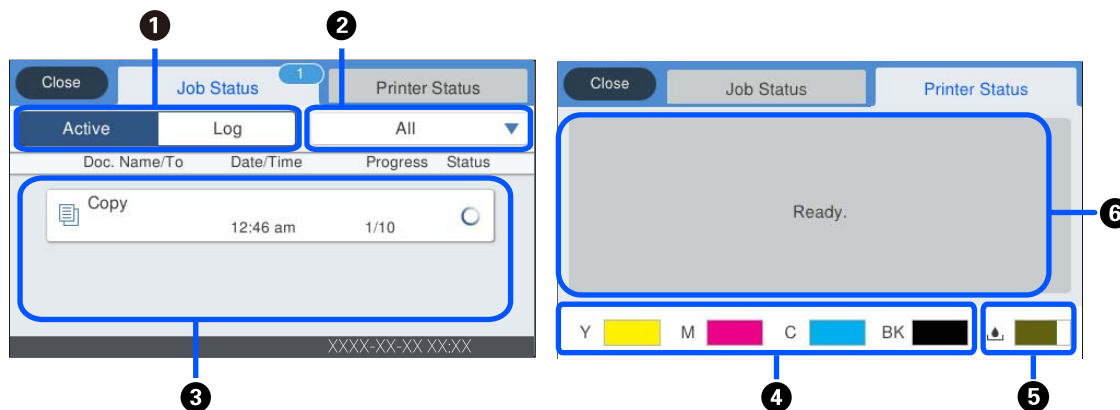 1 2
Close Job Status 1 Printer Status
Active Log All
Doc. Name/To Date/Time Progress Status
Copy
12:46 am 1/10
XXXX-XX-XX XX:XX
3
Close Job Status Printer Status
Ready.
6
Y M C BK
4 5